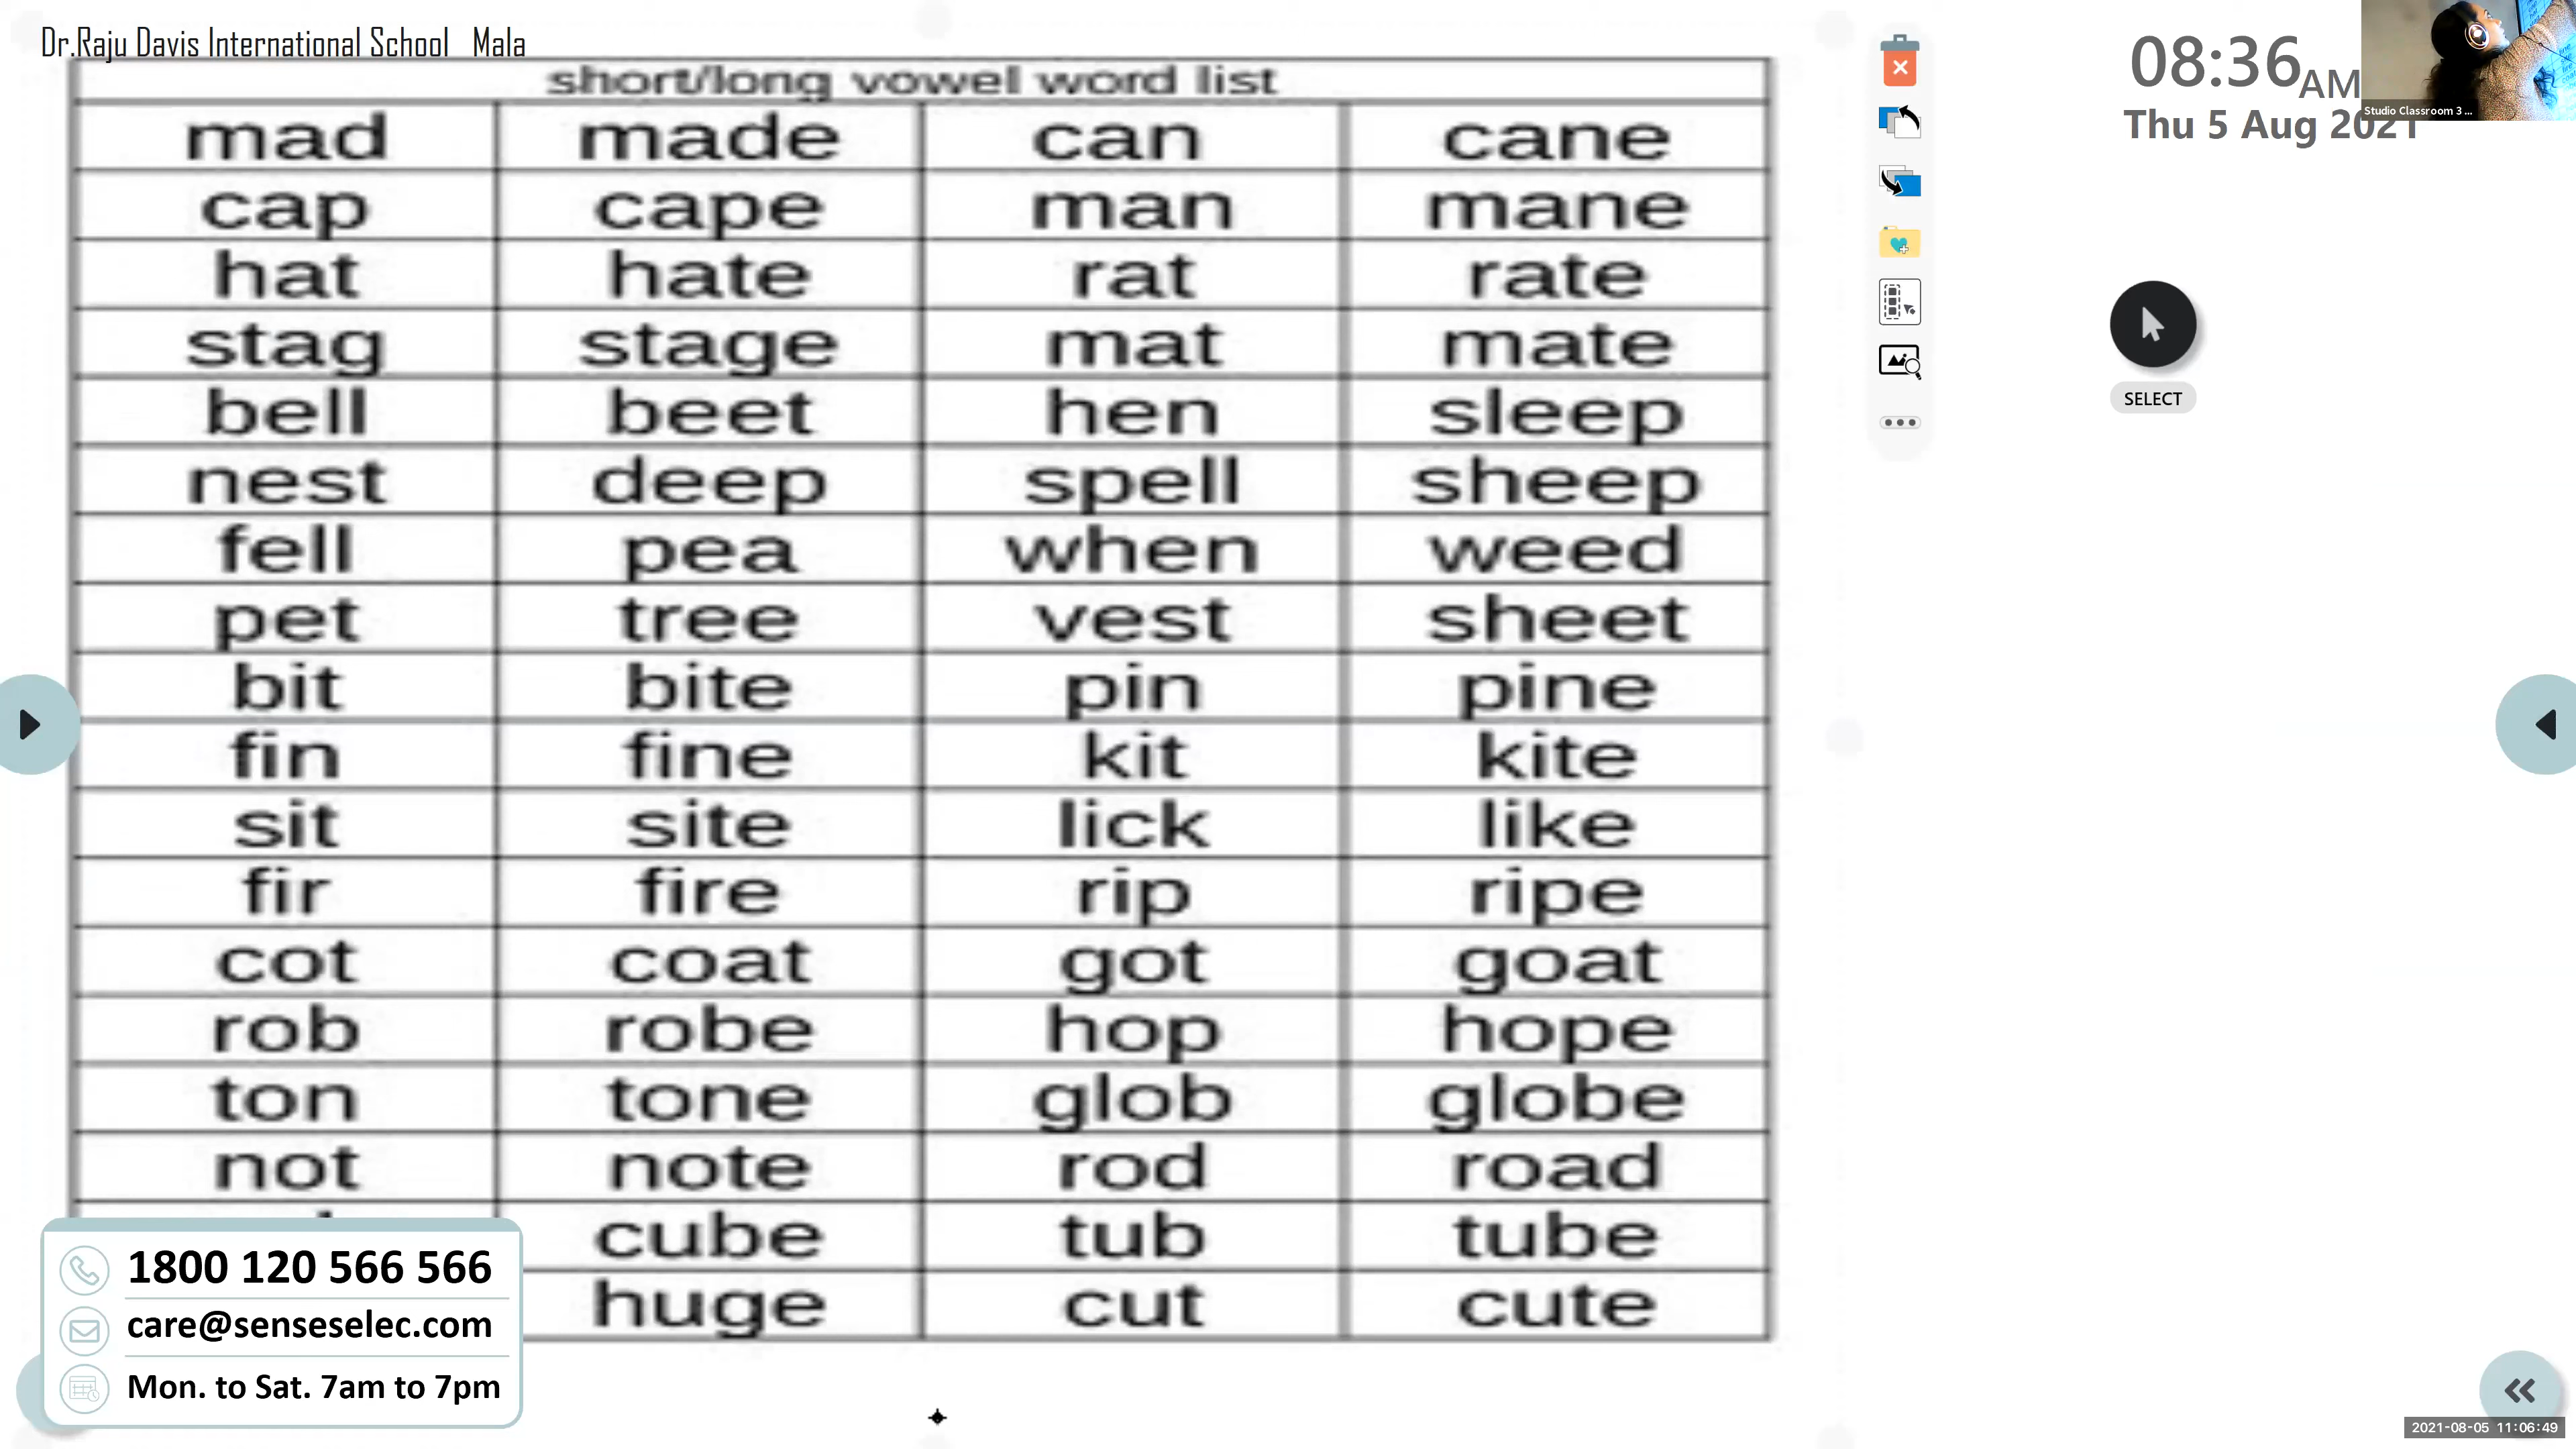 Dr.Raju Davis International School Mala
short/long vowel word list
mad made can cane
cap cape man mane
hat hate rat rate
stag stage mat mate
bell beet hen sleep
nest deep spell sheep
fell pea when weed
pet tree vest sheet
bit bite pin pine
fin fine kit kite
sit site lick like
fir fire rip ripe
cot coat got goat
rob robe hop hope
ton tone glob globe
not note rod road
cube tub tube
huge cut cute
1800 120 566 566
care@senseselec.com
Mon. to Sat. 7am to 7pm
08:36 AM
Thu 5 Aug 2021
Studio Classroom 3 ...
SELECT
2021-08-05 11:06:49